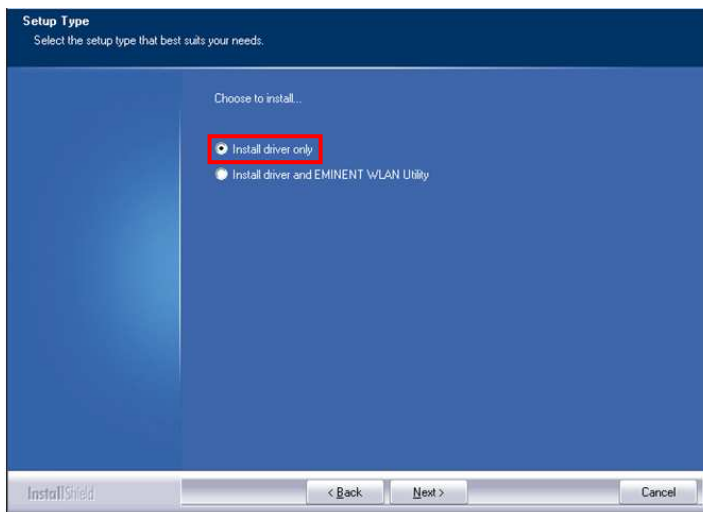 Setup Type
Select the setup type that best suits your needs.
Choose to install...
Install driver only
Install driver and EMINENT WLAN Utility
InstallShield
< Back
Next >
Cancel